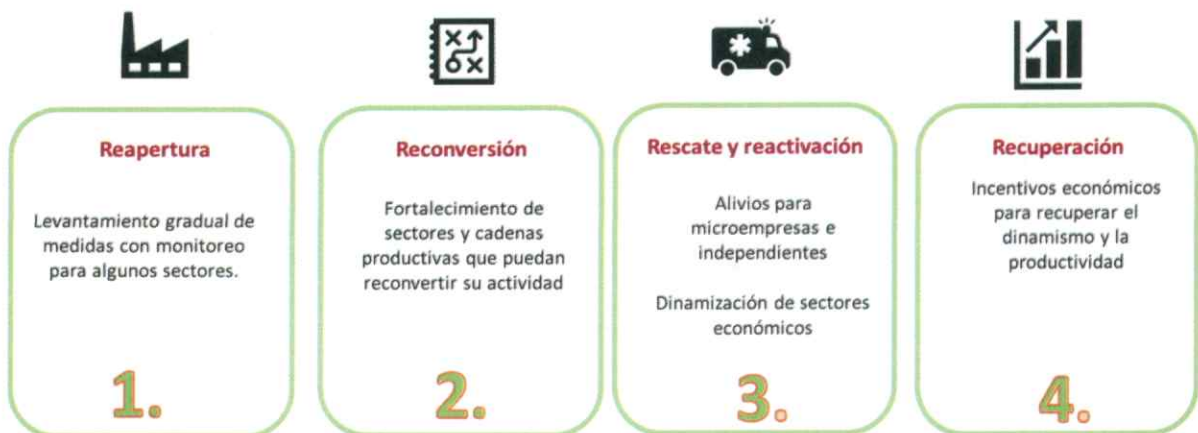 Reapertura
Levantamiento gradual de
medidas con monitoreo
para algunos sectores.
1.
Reconversión
Fortalecimiento de
sectores y cadenas
productivas que puedan
reconvertir su actividad
2.
Rescate y reactivación
Alivios para
microempresas e
independientes
Dinamización de sectores
económicos
3.
Recuperación
Incentivos económicos
para recuperar el
dinamismo y la
productividad
4.